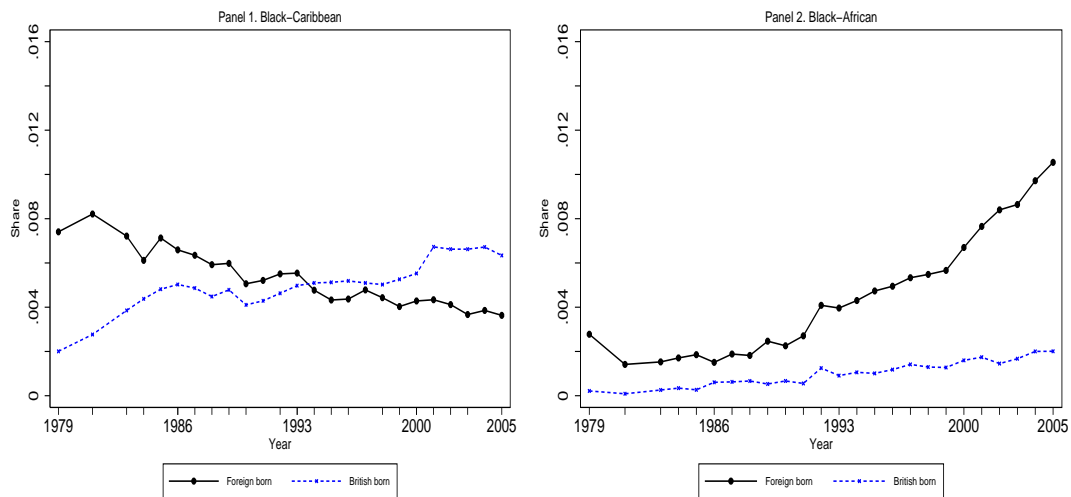 Panel 1. Black−Caribbean
.016
.012
.008
.004
0
Share
1979
1986
1993
2000
2005
Year
Foreign born
British born
Panel 2. Black−African
.016
.012
.008
.004
0
Share
1979
1986
1993
2000
2005
Year
Foreign born
British born